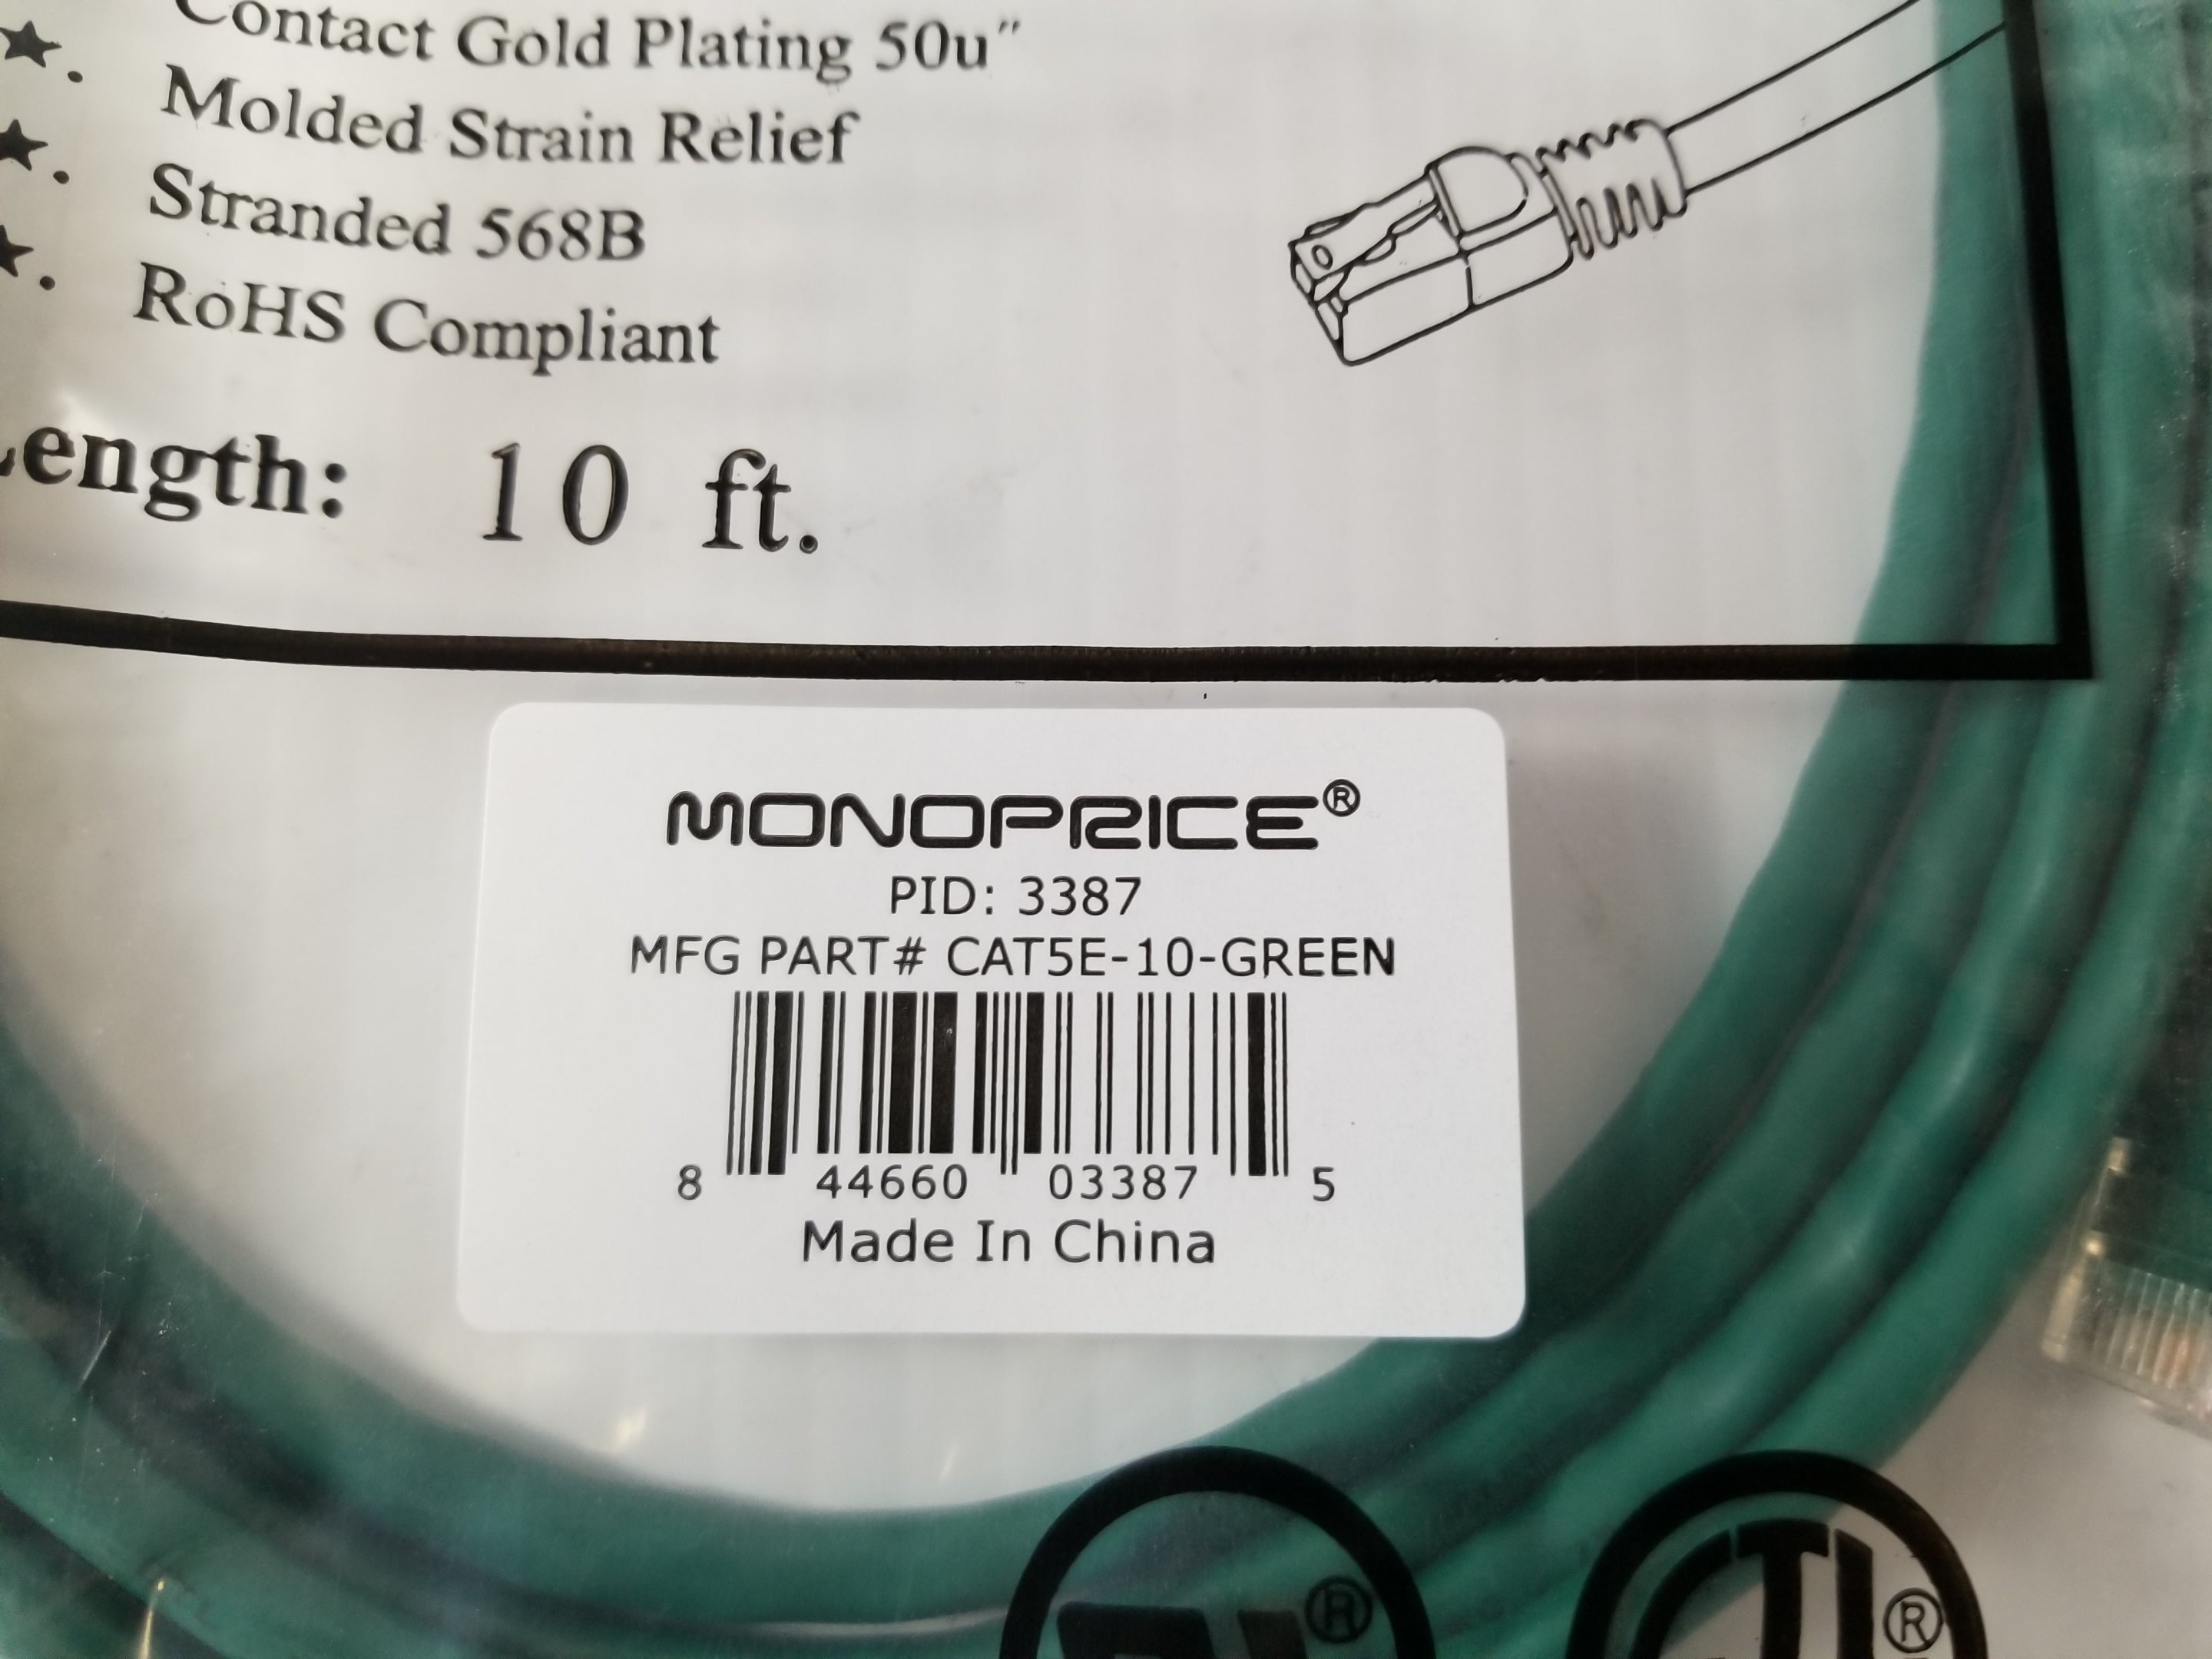 Contact Gold Plating 50u"
★. Molded Strain Relief
★. Stranded 568B
★. RoHS Compliant
Length: 10 ft.
MONOPRICE®
PID: 3387
MFG PART# CAT5E-10-GREEN
8 44660 03387 5
Made In China
® ®